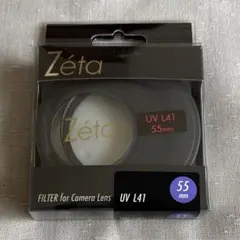 Zéta
Zéta
UV L41
55mm
FILTER for Camera Lens
UV L41
55
mm